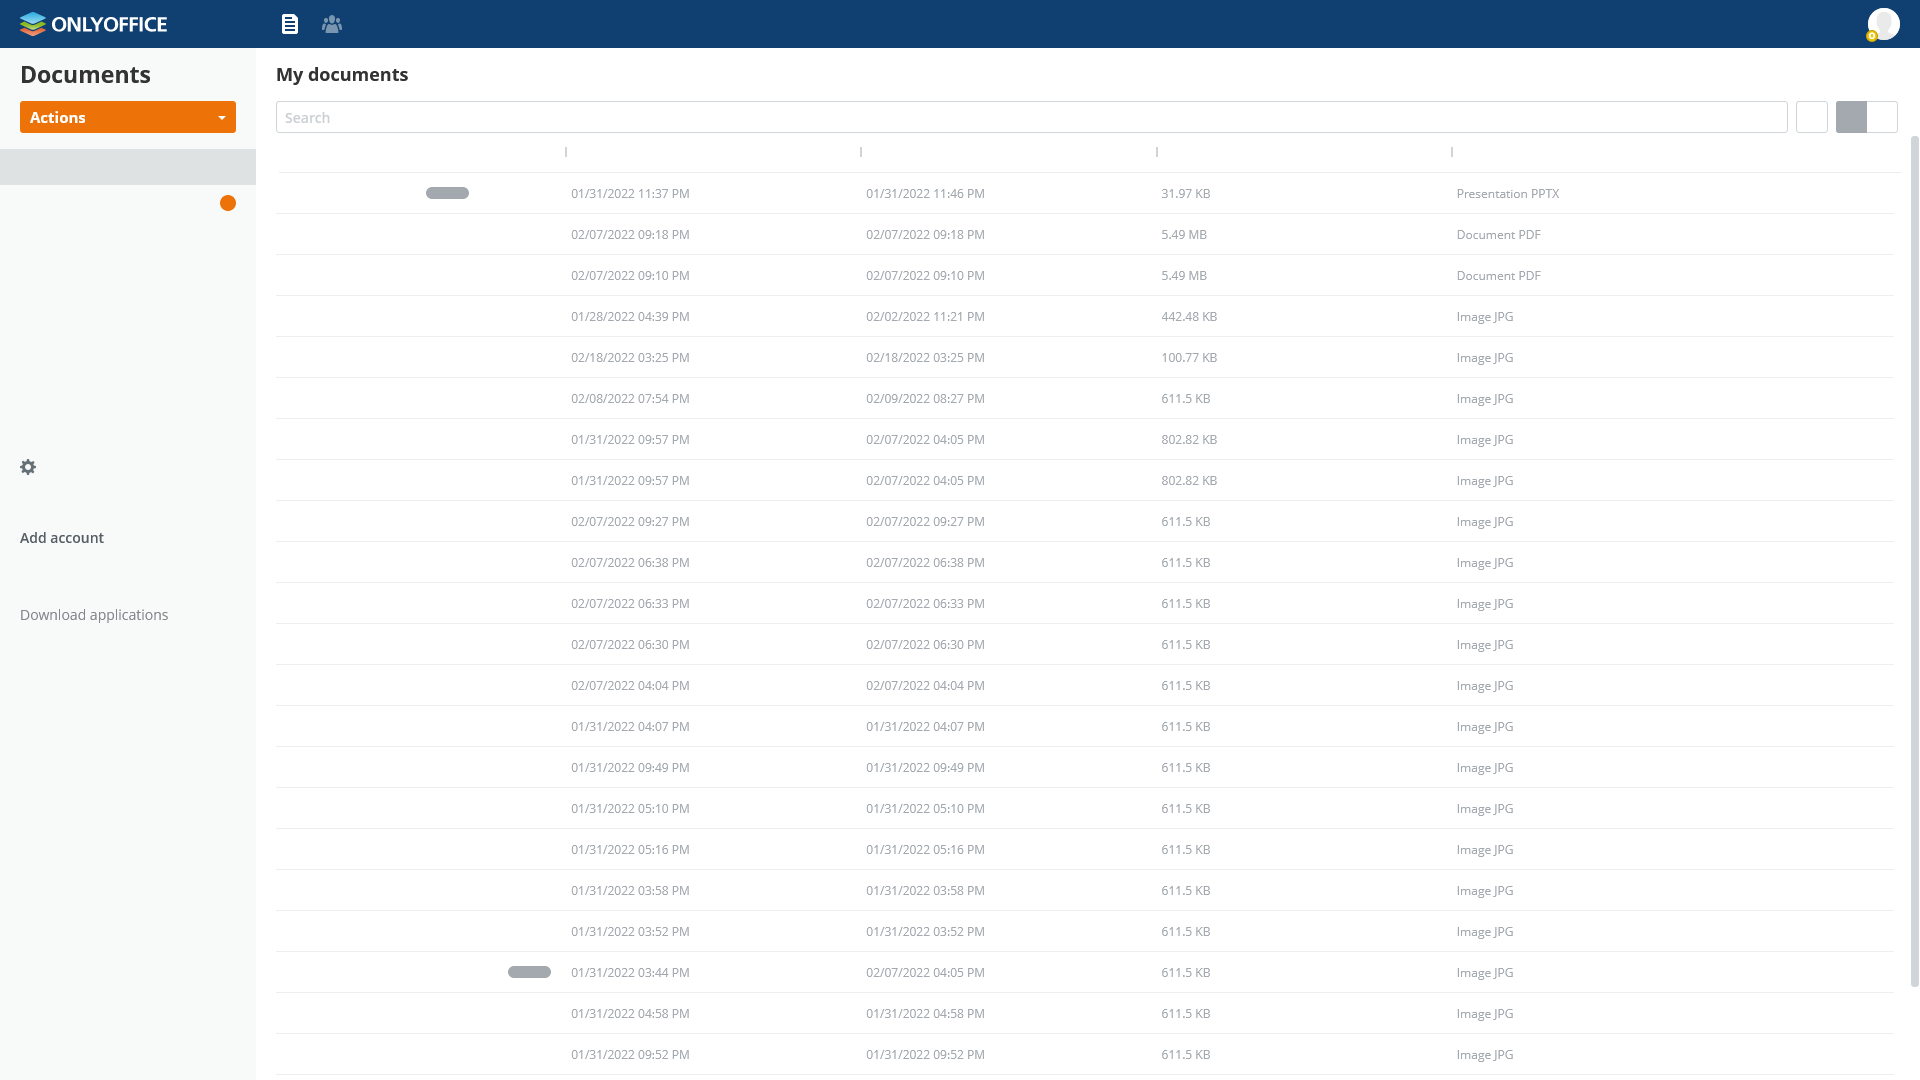 ONLYOFFICE
Documents
My documents
Actions
Search
01/31/2022 11:37 PM 01/31/2022 11:46 PM 31.97 KB Presentation PPTX
02/07/2022 09:18 PM 02/07/2022 09:18 PM 5.49 MB Document PDF
02/07/2022 09:10 PM 02/07/2022 09:10 PM 5.49 MB Document PDF
01/28/2022 04:39 PM 02/02/2022 11:21 PM 442.48 KB Image JPG
02/18/2022 03:25 PM 02/18/2022 03:25 PM 100.77 KB Image JPG
02/08/2022 07:54 PM 02/09/2022 08:27 PM 611.5 KB Image JPG
01/31/2022 09:57 PM 02/07/2022 04:05 PM 802.82 KB Image JPG
01/31/2022 09:57 PM 02/07/2022 04:05 PM 802.82 KB Image JPG
02/07/2022 09:27 PM 02/07/2022 09:27 PM 611.5 KB Image JPG
Add account
02/07/2022 06:38 PM 02/07/2022 06:38 PM 611.5 KB Image JPG
02/07/2022 06:33 PM 02/07/2022 06:33 PM 611.5 KB Image JPG
Download applications
02/07/2022 06:30 PM 02/07/2022 06:30 PM 611.5 KB Image JPG
02/07/2022 04:04 PM 02/07/2022 04:04 PM 611.5 KB Image JPG
01/31/2022 04:07 PM 01/31/2022 04:07 PM 611.5 KB Image JPG
01/31/2022 09:49 PM 01/31/2022 09:49 PM 611.5 KB Image JPG
01/31/2022 05:10 PM 01/31/2022 05:10 PM 611.5 KB Image JPG
01/31/2022 05:16 PM 01/31/2022 05:16 PM 611.5 KB Image JPG
01/31/2022 03:58 PM 01/31/2022 03:58 PM 611.5 KB Image JPG
01/31/2022 03:52 PM 01/31/2022 03:52 PM 611.5 KB Image JPG
01/31/2022 03:44 PM 02/07/2022 04:05 PM 611.5 KB Image JPG
01/31/2022 04:58 PM 01/31/2022 04:58 PM 611.5 KB Image JPG
01/31/2022 09:52 PM 01/31/2022 09:52 PM 611.5 KB Image JPG